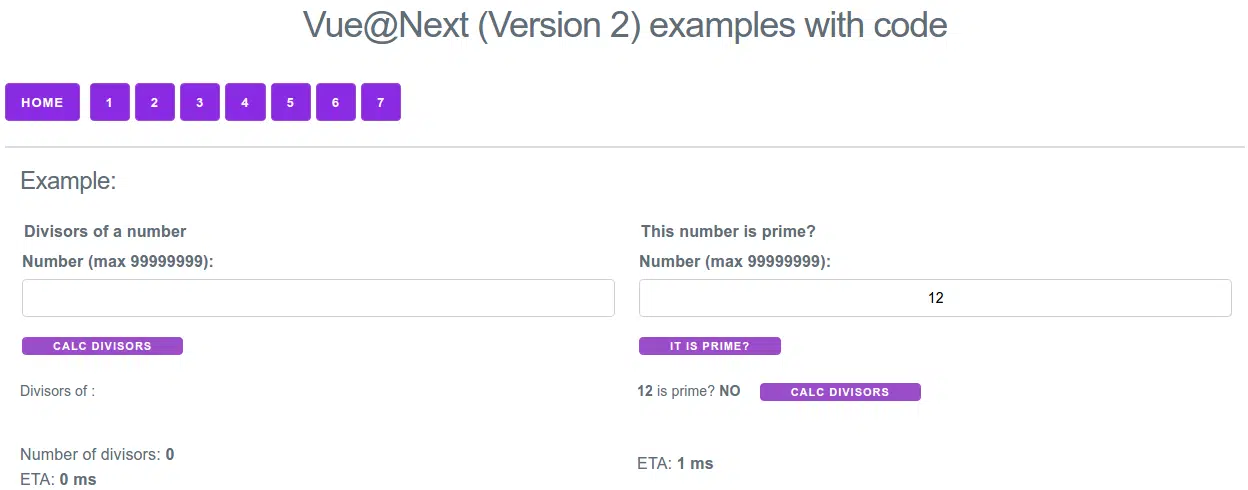 Vue@Next (Version 2) examples with code
HOME 1 2 3 4 5 6 7
Example:
Divisors of a number
Number (max 99999999):
CALC DIVISORS
Divisors of :
Number of divisors: 0
ETA: 0 ms
This number is prime?
Number (max 99999999):
12
IT IS PRIME?
12 is prime? NO CALC DIVISORS
ETA: 1 ms